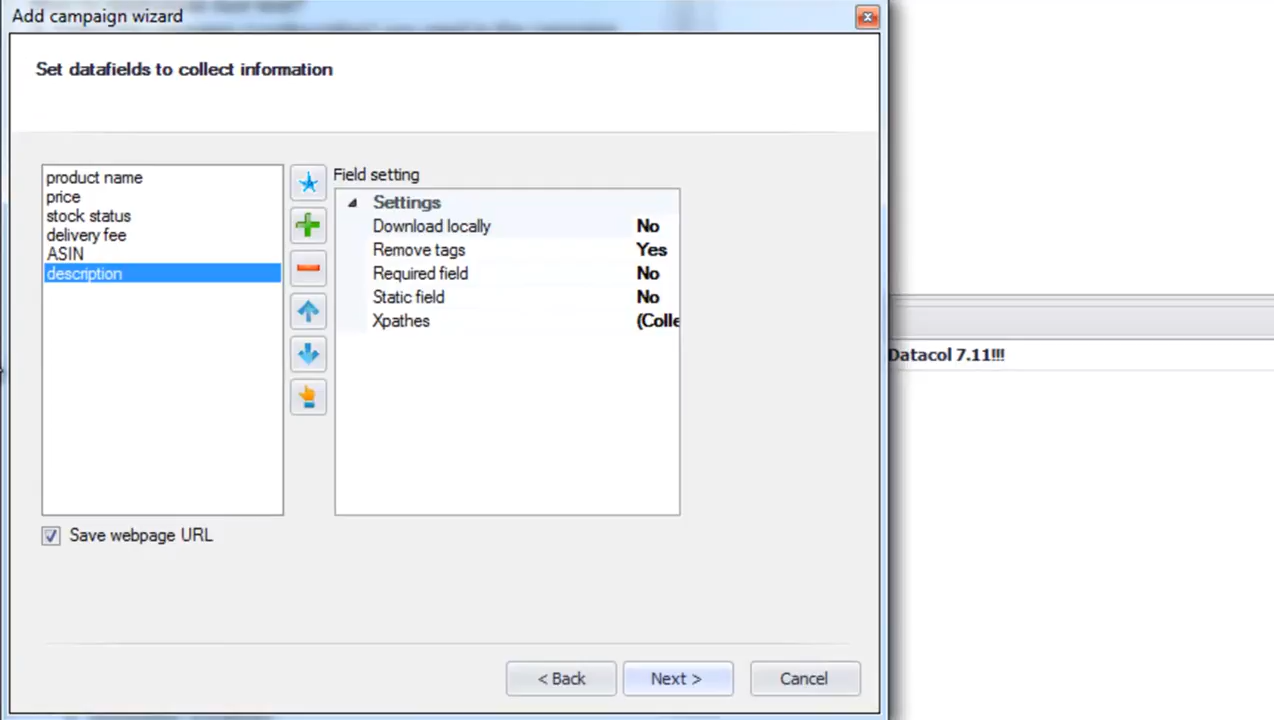 Add campaign wizard
Set datafields to collect information
product name
price
stock status
delivery fee
ASIN
description
Field setting
Settings
Download locally No
Remove tags Yes
Required field No
Static field No
Xpathes (Colle
Save webpage URL
Datacol 7.11!!!
< Back Next > Cancel